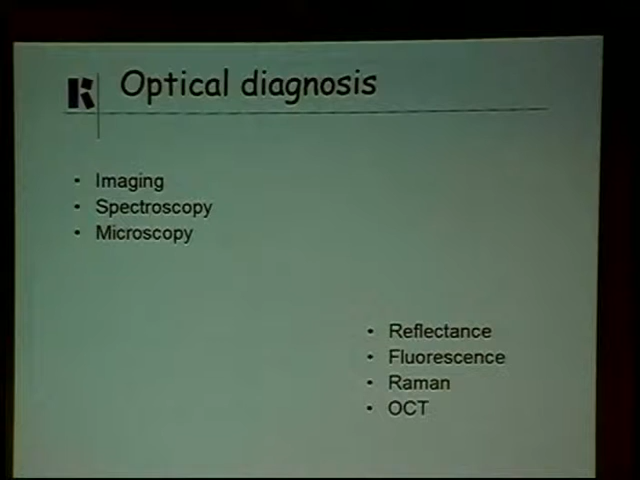 Optical diagnosis
• Imaging
• Spectroscopy
• Microscopy
• Reflectance
• Fluorescence
• Raman
• OCT